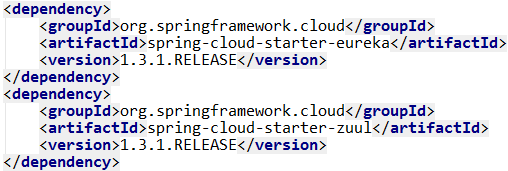 <dependency>
    <groupId>org.springframework.cloud</groupId>
    <artifactId>spring-cloud-starter-eureka</artifactId>
    <version>1.3.1.RELEASE</version>
</dependency>
<dependency>
    <groupId>org.springframework.cloud</groupId>
    <artifactId>spring-cloud-starter-zuul</artifactId>
    <version>1.3.1.RELEASE</version>
</dependency>